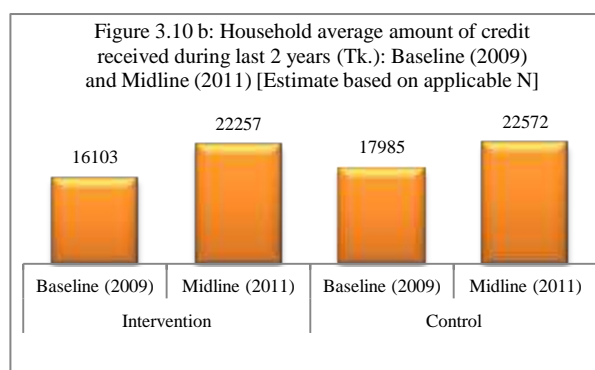 Figure 3.10 b: Household average amount of credit
received during last 2 years (Tk.): Baseline (2009)
and Midline (2011) [Estimate based on applicable N]
16103
22257
17985
22572
Baseline (2009)
Midline (2011)
Baseline (2009)
Midline (2011)
Intervention
Control